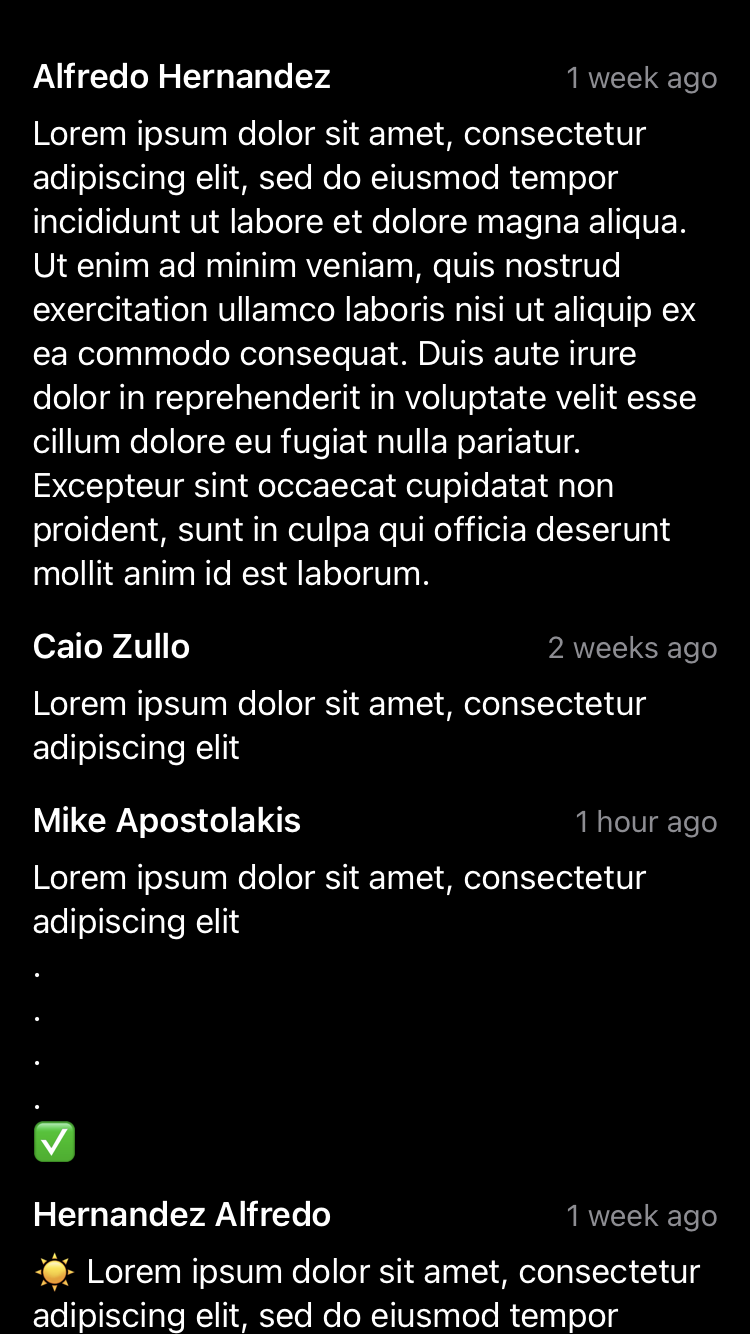 Alfredo Hernandez 1 week ago
Lorem ipsum dolor sit amet, consectetur
adipiscing elit, sed do eiusmod tempor
incididunt ut labore et dolore magna aliqua.
Ut enim ad minim veniam, quis nostrud
exercitation ullamco laboris nisi ut aliquip ex
ea commodo consequat. Duis aute irure
dolor in reprehenderit in voluptate velit esse
cillum dolore eu fugiat nulla pariatur.
Excepteur sint occaecat cupidatat non
proident, sunt in culpa qui officia deserunt
mollit anim id est laborum.
Caio Zullo 2 weeks ago
Lorem ipsum dolor sit amet, consectetur
adipiscing elit
Mike Apostolakis 1 hour ago
Lorem ipsum dolor sit amet, consectetur
adipiscing elit
.
.
.
.
✅
Hernandez Alfredo 1 week ago
☀️ Lorem ipsum dolor sit amet, consectetur
adipiscing elit, sed do eiusmod tempor